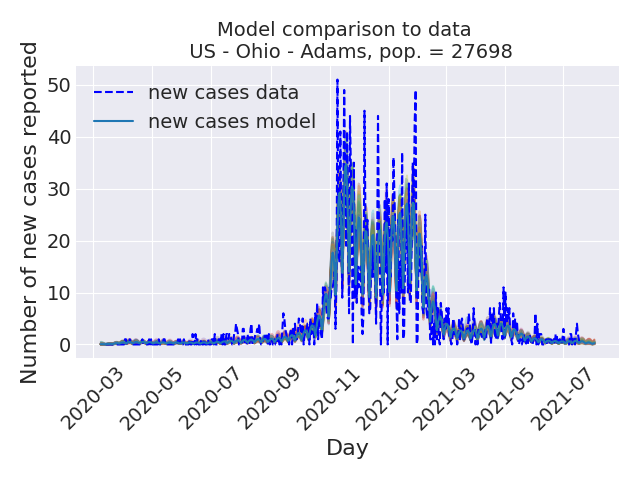 Model comparison to data
US - Ohio - Adams, pop. = 27698
Number of new cases reported
50
40
30
20
10
0
new cases data
new cases model
2020-03
2020-05
2020-07
2020-09
2020-11
2021-01
2021-03
2021-05
2021-07
Day